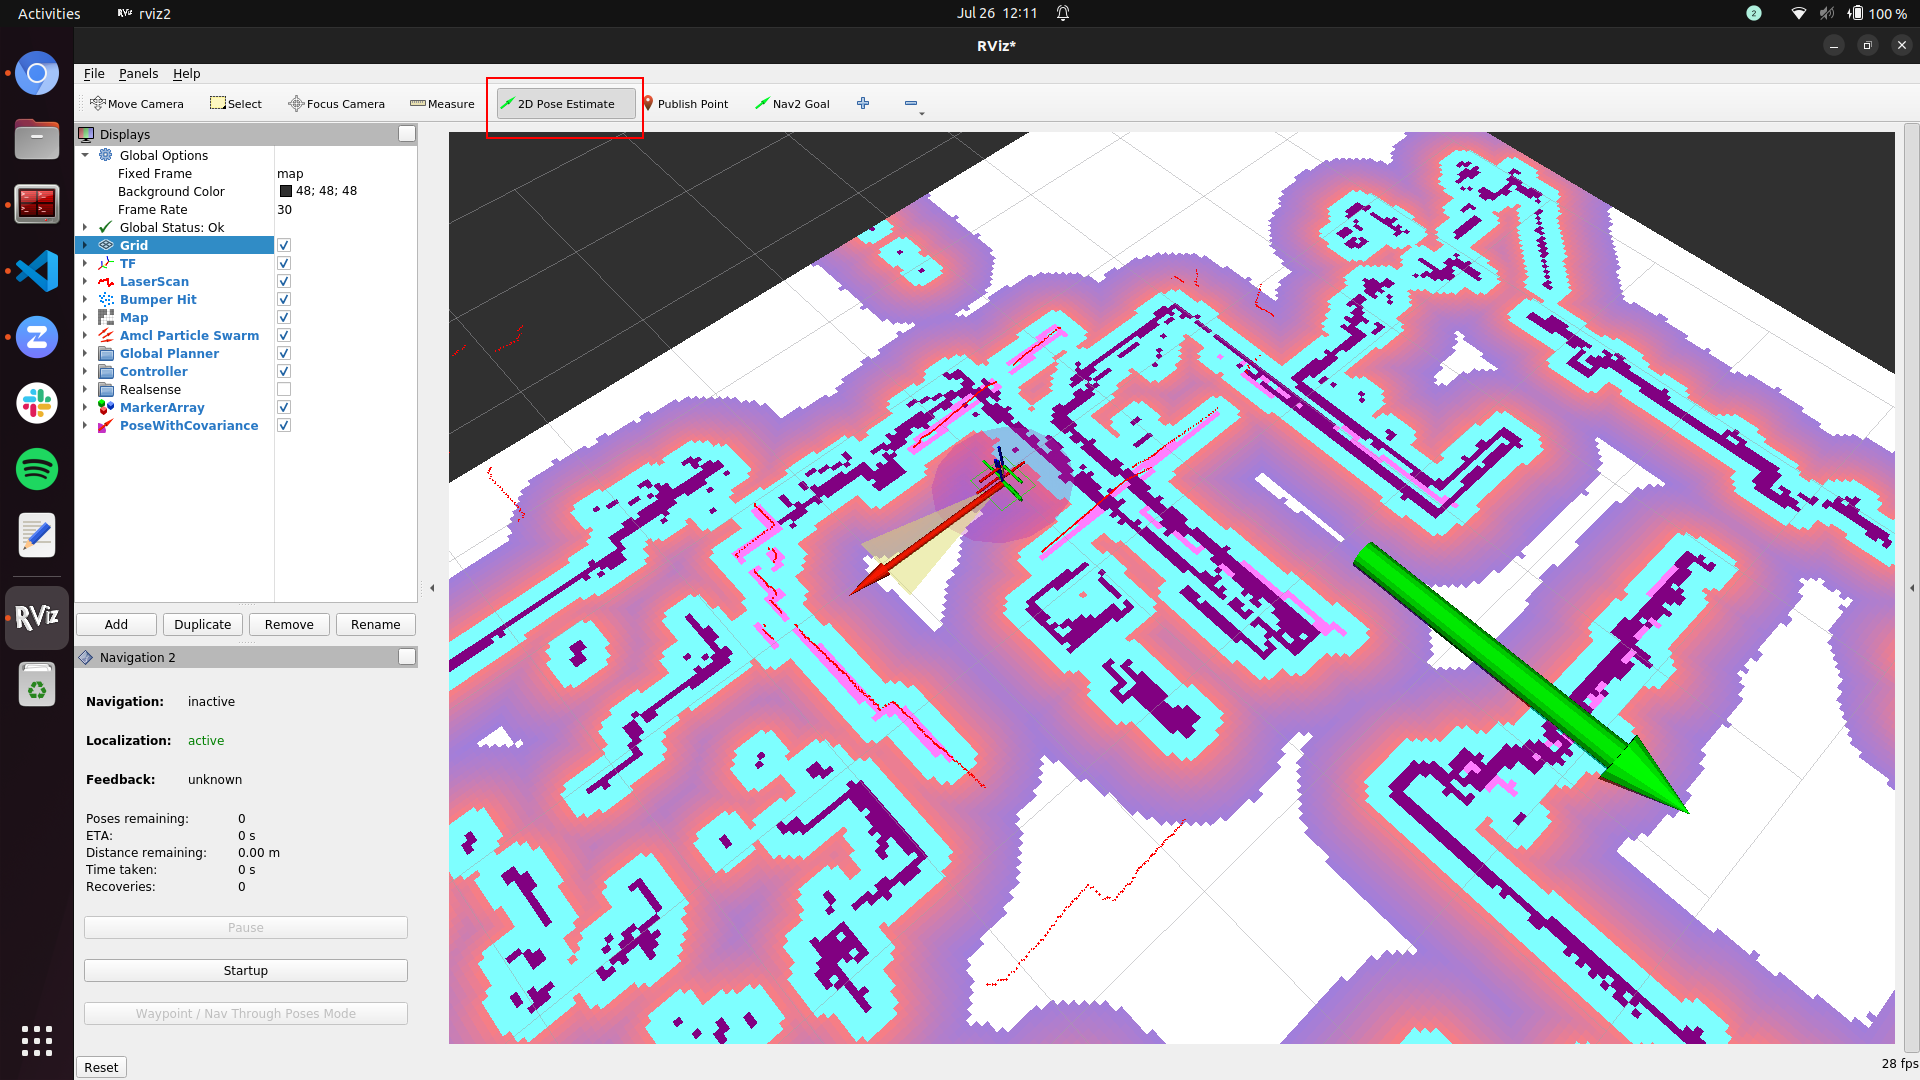 Activities
rviz2
Jul 26 12:11
2
100 %
RViz*
File Panels Help
Move Camera
Select
Focus Camera
Measure
2D Pose Estimate
Publish Point
Nav2 Goal
Displays
Global Options
Fixed Frame map
Background Color 48; 48; 48
Frame Rate 30
Global Status: Ok
Grid
TF
LaserScan
Bumper Hit
Map
Amcl Particle Swarm
Global Planner
Controller
Realsense
MarkerArray
PoseWithCovariance
RViz
Add Duplicate Remove Rename
Navigation 2
Navigation: inactive
Localization: active
Feedback: unknown
Poses remaining: 0
ETA: 0 s
Distance remaining: 0.00 m
Time taken: 0 s
Recoveries: 0
Pause
Startup
Waypoint / Nav Through Poses Mode
Reset
28 fps